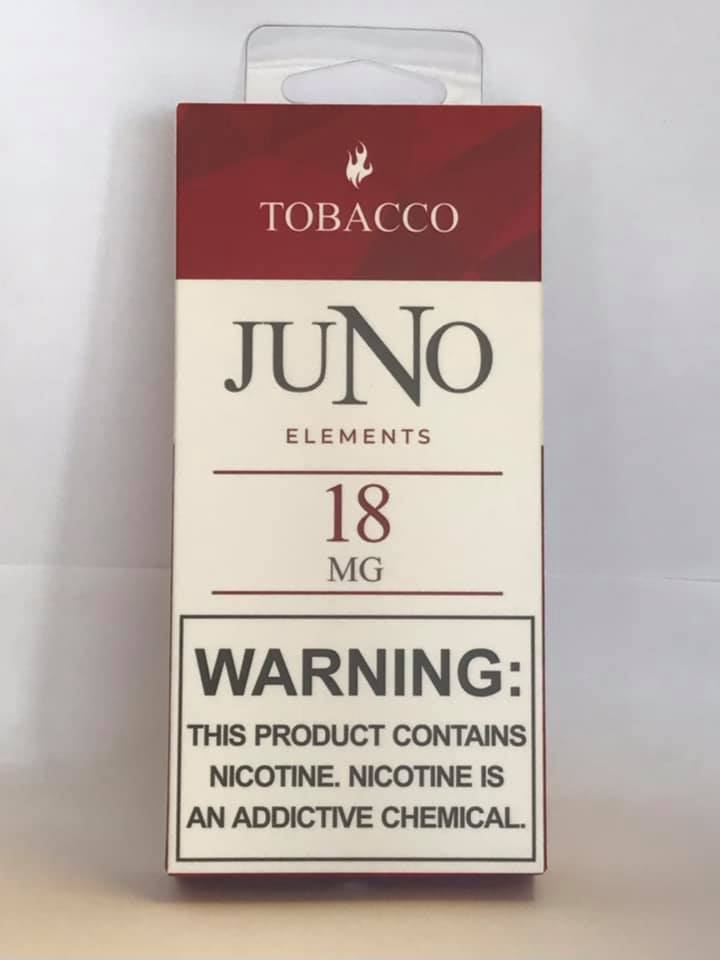 TOBACCO
JUNO
ELEMENTS
18
MG
WARNING:
THIS PRODUCT CONTAINS
NICOTINE. NICOTINE IS
AN ADDICTIVE CHEMICAL.